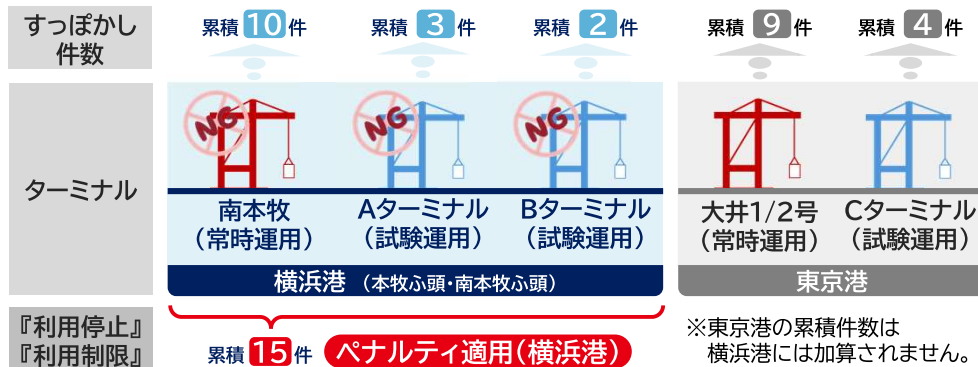 すっぽかし
件数
累積 10 件
累積 3 件
累積 2 件
累積 9 件
累積 4 件
ターミナル
NG
NG
NG
南本牧
（常時運用）
Aターミナル
（試験運用）
Bターミナル
（試験運用）
大井1/2号
（常時運用）
Cターミナル
（試験運用）
横浜港 （本牧ふ頭・南本牧ふ頭）
東京港
『利用停止』
『利用制限』
累積 15 件 ペナルティ適用（横浜港）
※東京港の累積件数は
横浜港には加算されません。